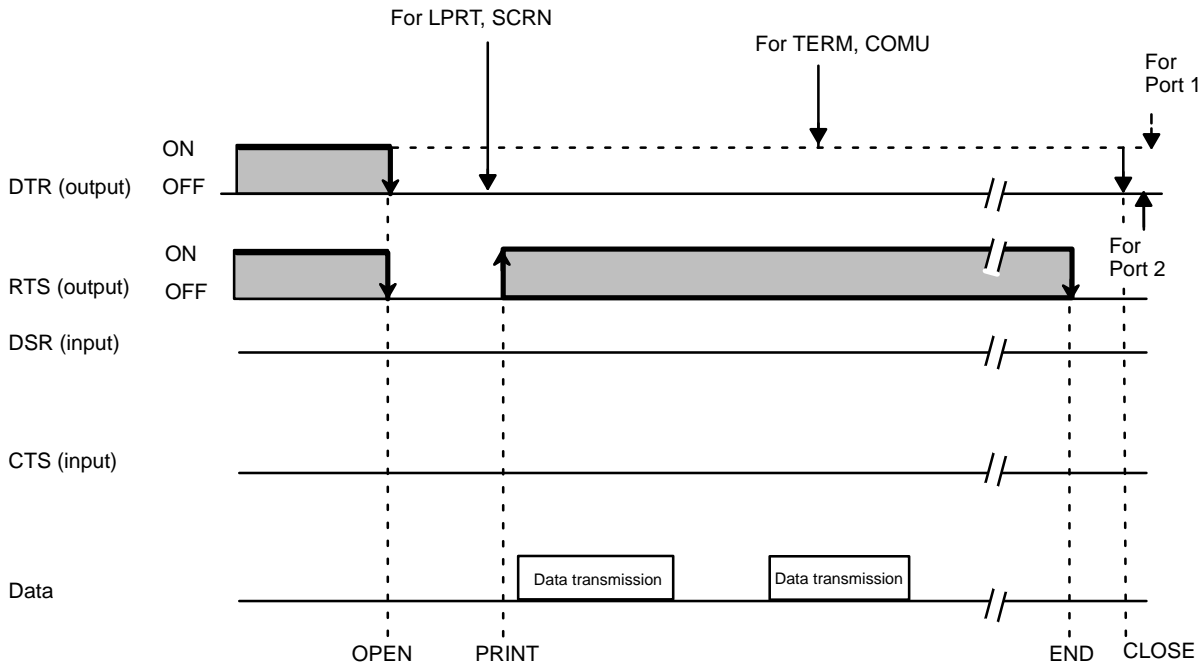 For LPRT, SCRN
For TERM, COMU
For
Port 1
ON
DTR (output)
OFF
ON
For
Port 2
RTS (output)
OFF
DSR (input)
CTS (input)
Data transmission
Data transmission
Data
OPEN
PRINT
END
CLOSE